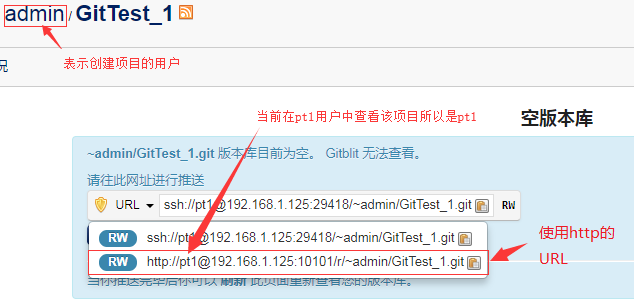 admin / GitTest_1
况
表示创建项目的用户
当前在pt1用户中查看该项目所以是pt1
空版本库
~admin/GitTest_1.git 版本库目前为空。 Gitblit 无法查看。
请往此网址进行推送
URL ssh://pt1@192.168.1.125:29418/~admin/GitTest_1.git RW
RW ssh://pt1@192.168.1.125:29418/~admin/GitTest_1.git
RW http://pt1@192.168.1.125:10101/r/~admin/GitTest_1.git
使用http的
URL
当你推送完毕后你可以 刷新 此页面重新查看您的版本库。